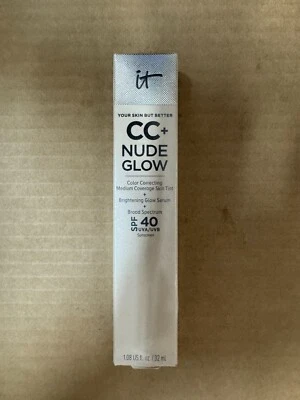 it
YOUR SKIN BUT BETTER
CC+
NUDE
GLOW
Color Correcting
Medium Coverage Skin Tint
+
Brightening Glow Serum
+
Broad Spectrum
SPF 40
UVA/UVB
Sunscreen
1.08 US fl. oz. / 32 mL